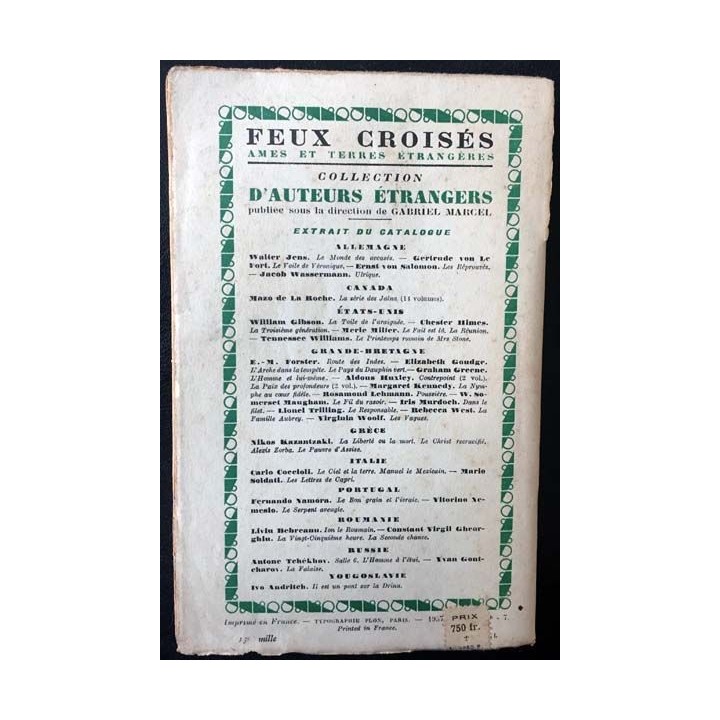 FEUX CROISÉS
AMES ET TERRES ÉTRANGÈRES
COLLECTION
D'AUTEURS ÉTRANGERS
publiée sous la direction de GABRIEL MARCEL
EXTRAIT DU CATALOGUE
ALLEMAGNE
Walter Jens. Le Monde des accusés. — Gertrude von Le
Fort. Le Voile de Véronique. — Ernst von Salomon. Les Réprouvés.
— Jacob Wassermann. Ulrique.
CANADA
Mazo de La Roche. La série des Jalna (11 volumes).
ÉTATS-UNIS
William Gibson. La Toile de l'araignée. — Chester Himes.
La Troisième génération. — Merle Miller. Le Fait est là. La Réunion.
— Tennessee Williams. Le Printemps romain de Mrs Stone.
GRANDE-BRETAGNE
E.-M. Forster. Route des Indes. — Elizabeth Goudge.
L'Arche dans la tempête. Le Pays du Dauphin vert. — Graham Greene.
L'Homme et lui-même. — Aldous Huxley. Contrepoint (2 vol.).
La Paix des profondeurs (2 vol.). — Margaret Kennedy. La Nym-
phe au cœur fidèle. — Rosamond Lehmann. Poussière. — W. So-
merset Maugham. Le Fil du rasoir. — Iris Murdoch. Dans le
filet. — Lionel Trilling. Le Responsable. — Rebecca West. La
Famille Aubrey. — Virginia Woolf. Les Vagues.
GRÈCE
Nikos Kazantzaki. La Liberté ou la mort. Le Christ recrucifié.
Alexis Zorba. Le Pauvre d'Assise.
ITALIE
Carlo Coccioli. Le Ciel et la terre. Manuel le Mexicain. — Mario
Soldati. Les Lettres de Capri.
PORTUGAL
Fernando Namora. Le Bon grain et l'ivraie. — Vitorino Ne-
mesio. Le Serpent aveugle.
ROUMANIE
Liviu Rebreanu. Ion le Roumain. — Constant Virgil Gheor-
ghiu. La Vingt-Cinquième heure. La Seconde chance.
RUSSIE
Antone Tchékhov. Salle 6. L'Homme à l'étui. — Yvan Gont-
charov. La Falaise.
YOUGOSLAVIE
Ivo Andritch. Il est un pont sur la Drina.
Imprimé en France. — TYPOGRAPHIE PLON, PARIS. — 1957
Printed in France.
15e mille
PRIX
750 fr.